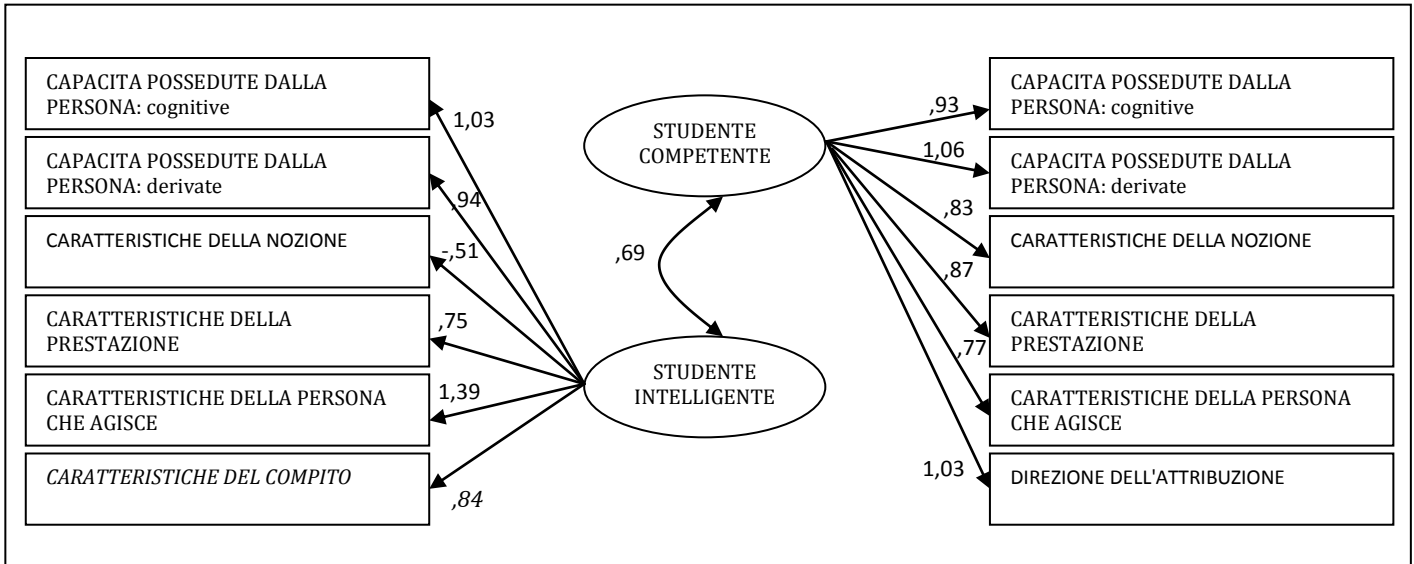 CAPACITA POSSEDUTE DALLA
PERSONA: cognitive
CAPACITA POSSEDUTE DALLA
PERSONA: derivate
CARATTERISTICHE DELLA NOZIONE
CARATTERISTICHE DELLA
PRESTAZIONE
CARATTERISTICHE DELLA PERSONA
CHE AGISCE
CARATTERISTICHE DEL COMPITO
1,03
,94
-,51
,75
1,39
,84
STUDENTE
COMPETENTE
,69
STUDENTE
INTELLIGENTE
,93
1,06
,83
,87
,77
1,03
CAPACITA POSSEDUTE DALLA
PERSONA: cognitive
CAPACITA POSSEDUTE DALLA
PERSONA: derivate
CARATTERISTICHE DELLA NOZIONE
CARATTERISTICHE DELLA
PRESTAZIONE
CARATTERISTICHE DELLA PERSONA
CHE AGISCE
DIREZIONE DELL'ATTRIBUZIONE